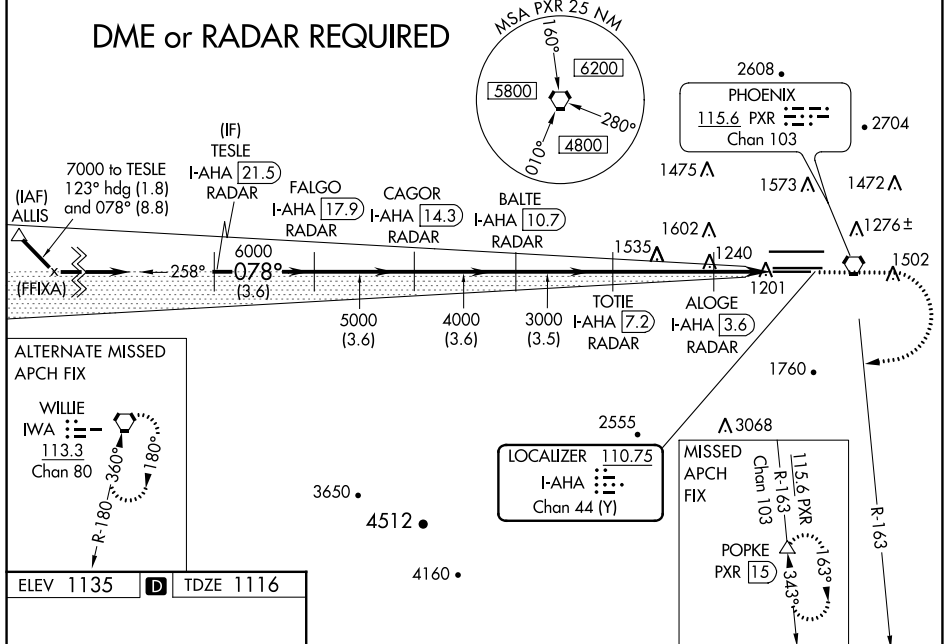 DME or RADAR REQUIRED
MSA PXR 25 NM
160°
6200
5800
280°
4800
010°
2608
PHOENIX
115.6 PXR
Chan 103
2704
1475
1573
1472
1276±
1602
1535
1240
1201
1502
(IAF)
ALLIS
7000 to TESLE
123° hdg (1.8)
and 078° (8.8)
(FFIXA)
(IF)
TESLE
I-AHA 21.5
RADAR
FALGO
I-AHA 17.9
RADAR
CAGOR
I-AHA 14.3
RADAR
BALTE
I-AHA 10.7
RADAR
258°
6000
078°
(3.6)
5000
(3.6)
4000
(3.6)
3000
(3.5)
TOTIE
I-AHA 7.2
RADAR
ALOGE
I-AHA 3.6
RADAR
1760
ALTERNATE MISSED
APCH FIX
WILLIE
IWA
113.3
Chan 80
360°
180°
R-180
2555
3068
LOCALIZER 110.75
I-AHA
Chan 44 (Y)
3650
4512
4160
MISSED
APCH
FIX
115.6 PXR
Chan 103
R-163
POPKE
PXR 15
163°
343°
R-163
ELEV 1135
D
TDZE 1116